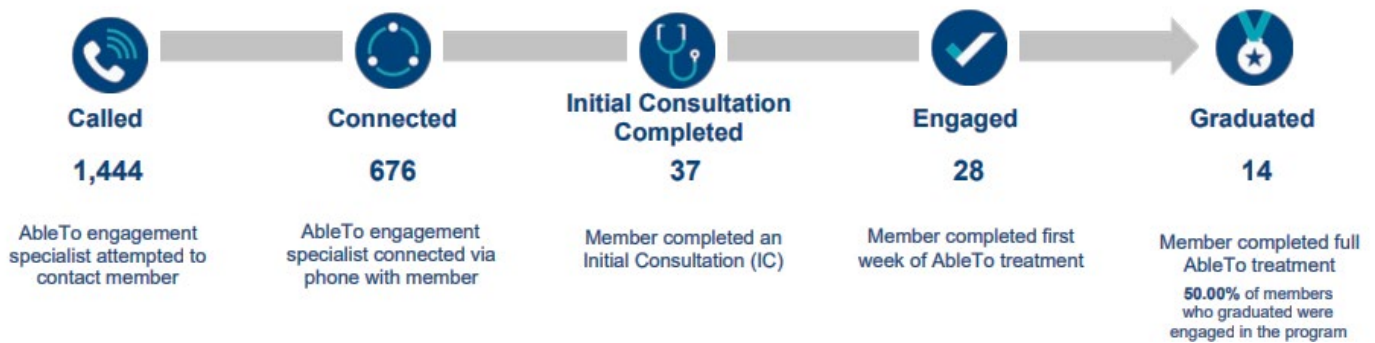 Called
Connected
Initial Consultation
Completed
Engaged
Graduated
1,444
676
37
28
14
AbleTo engagement
specialist attempted to
contact member
AbleTo engagement
specialist connected via
phone with member
Member completed an
Initial Consultation (IC)
Member completed first
week of AbleTo treatment
Member completed full
AbleTo treatment
50.00% of members
who graduated were
engaged in the program